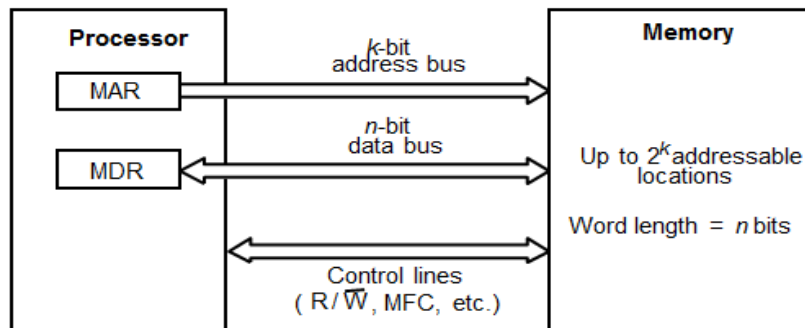 Processor
MAR
MDR
k-bit
address bus
n-bit
data bus
Control lines
( R/W̅, MFC, etc.)
Memory
Up to 2ᵏ addressable
locations
Word length = n bits